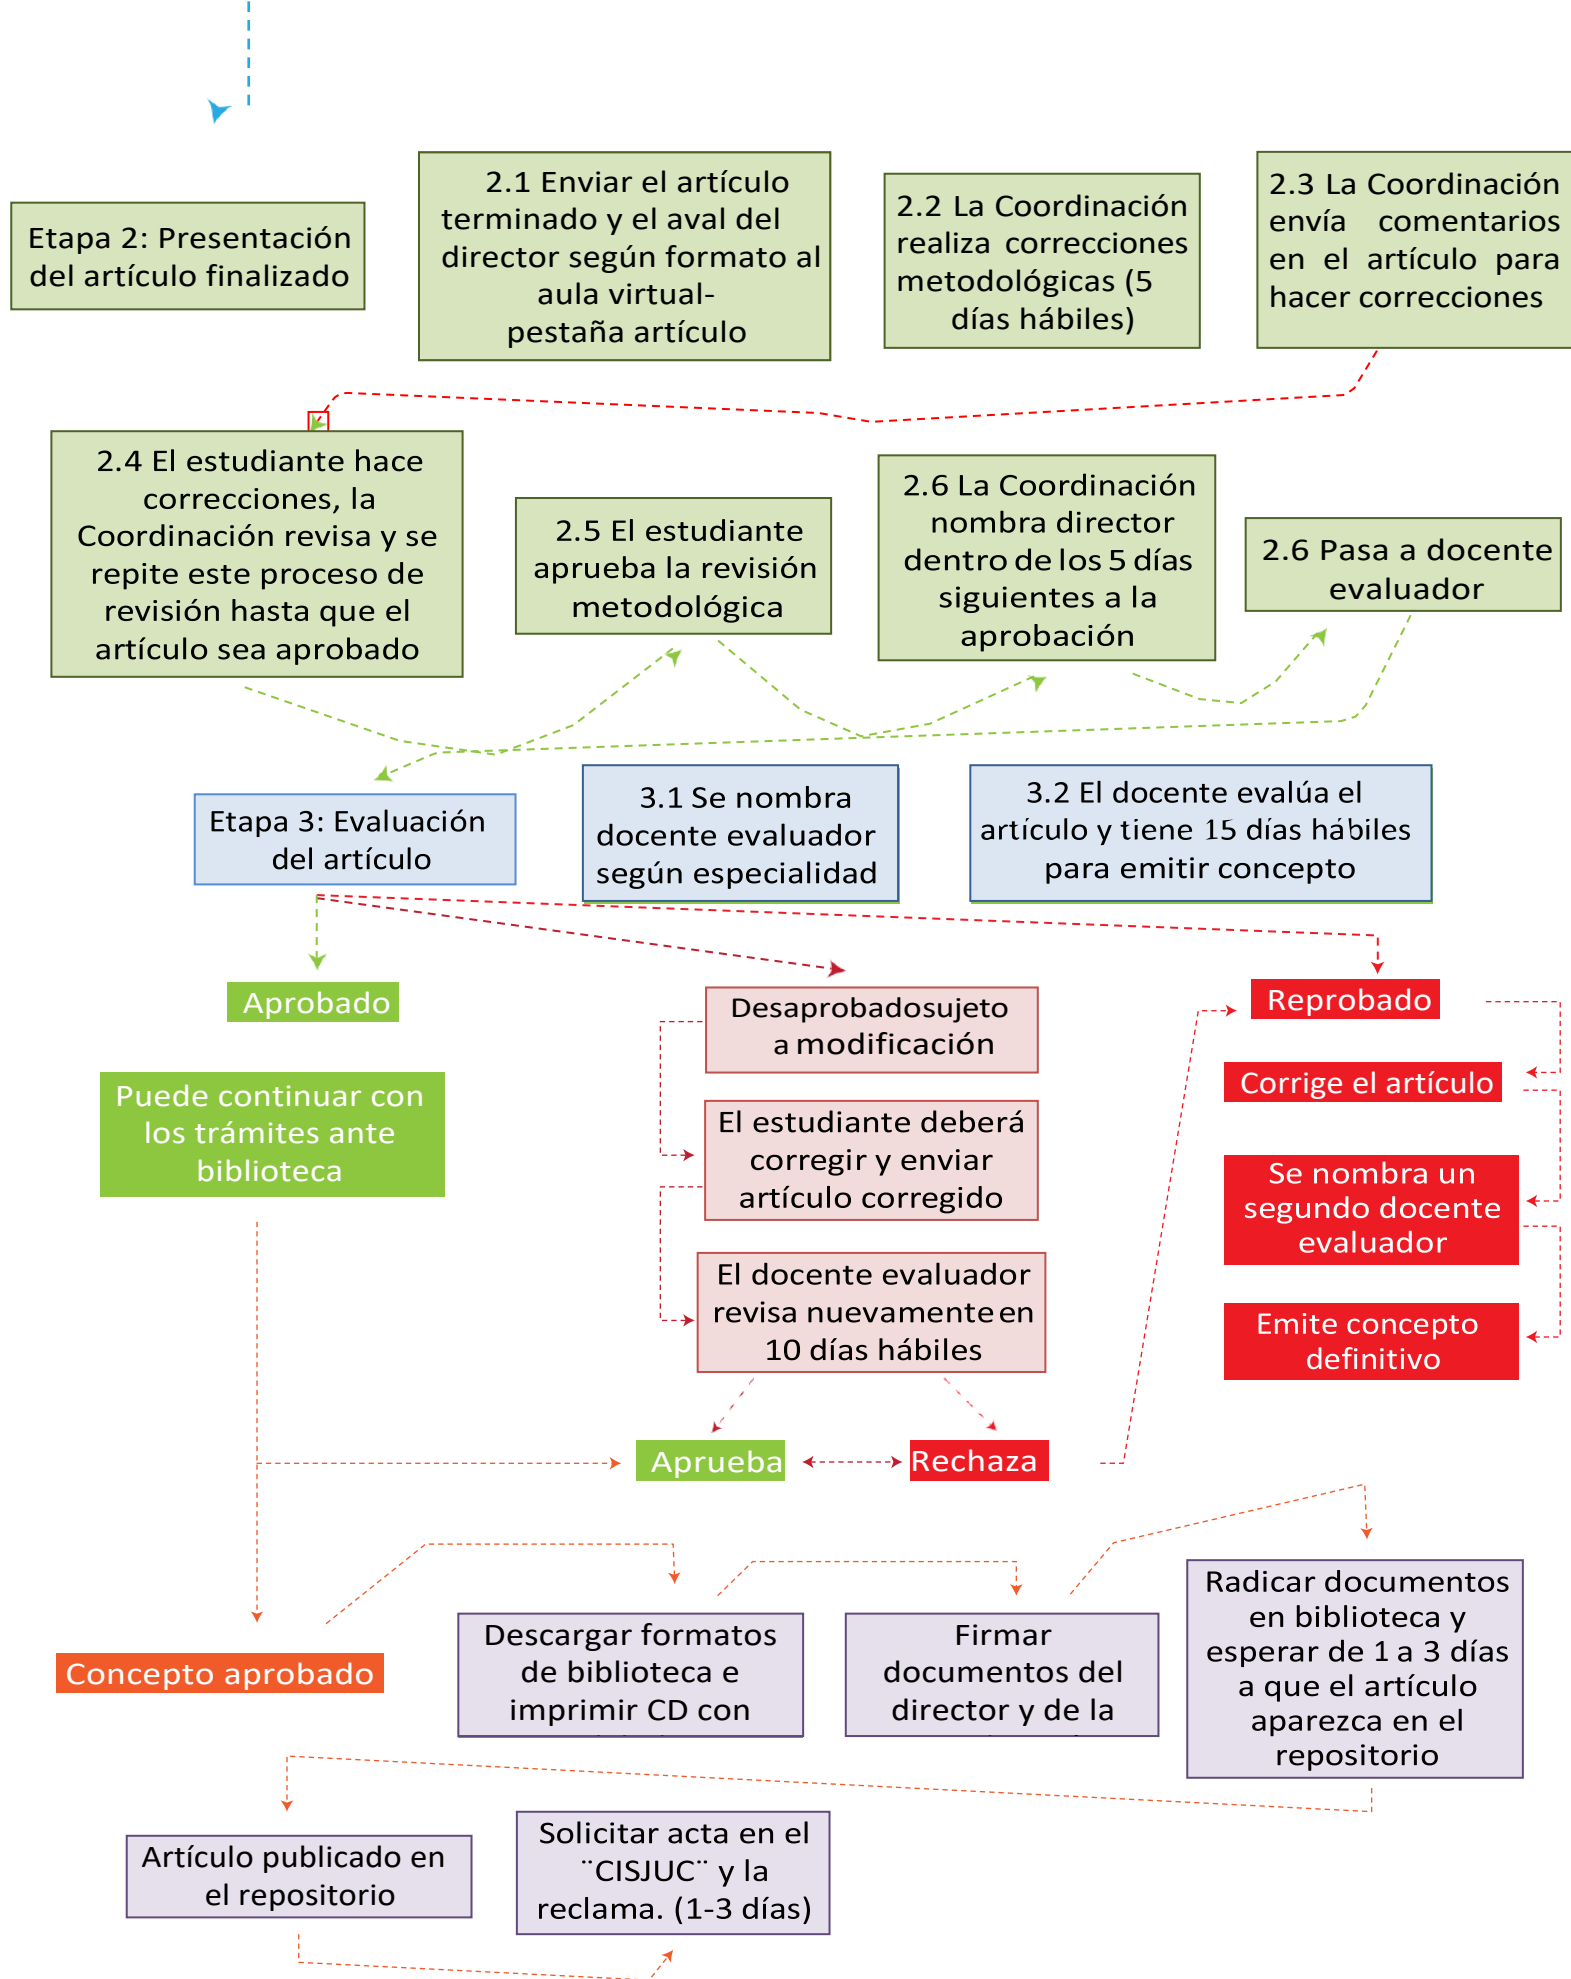 Etapa 2: Presentación
del artículo finalizado
2.1 Enviar el artículo
terminado y el aval del
director según formato al
aula virtual-
pestaña artículo
2.2 La Coordinación
realiza correcciones
metodológicas (5
días hábiles)
2.3 La Coordinación
envía comentarios
en el artículo para
hacer correcciones
2.4 El estudiante hace
correcciones, la
Coordinación revisa y se
repite este proceso de
revisión hasta que el
artículo sea aprobado
2.5 El estudiante
aprueba la revisión
metodológica
2.6 La Coordinación
nombra director
dentro de los 5 días
siguientes a la
aprobación
2.6 Pasa a docente
evaluador
Etapa 3: Evaluación
del artículo
3.1 Se nombra
docente evaluador
según especialidad
3.2 El docente evalúa el
artículo y tiene 15 días hábiles
para emitir concepto
Aprobado
Puede continuar con
los trámites ante
biblioteca
Desaprobadosujeto
a modificación
El estudiante deberá
corregir y enviar
artículo corregido
El docente evaluador
revisa nuevamente en
10 días hábiles
Reprobado
Corrige el artículo
Se nombra un
segundo docente
evaluador
Emite concepto
definitivo
Aprueba
Rechaza
Concepto aprobado
Descargar formatos
de biblioteca e
imprimir CD con
Firmar
documentos del
director y de la
Radicar documentos
en biblioteca y
esperar de 1 a 3 días
a que el artículo
aparezca en el
repositorio
Artículo publicado en
el repositorio
Solicitar acta en el
¨CISJUC¨ y la
reclama. (1-3 días)